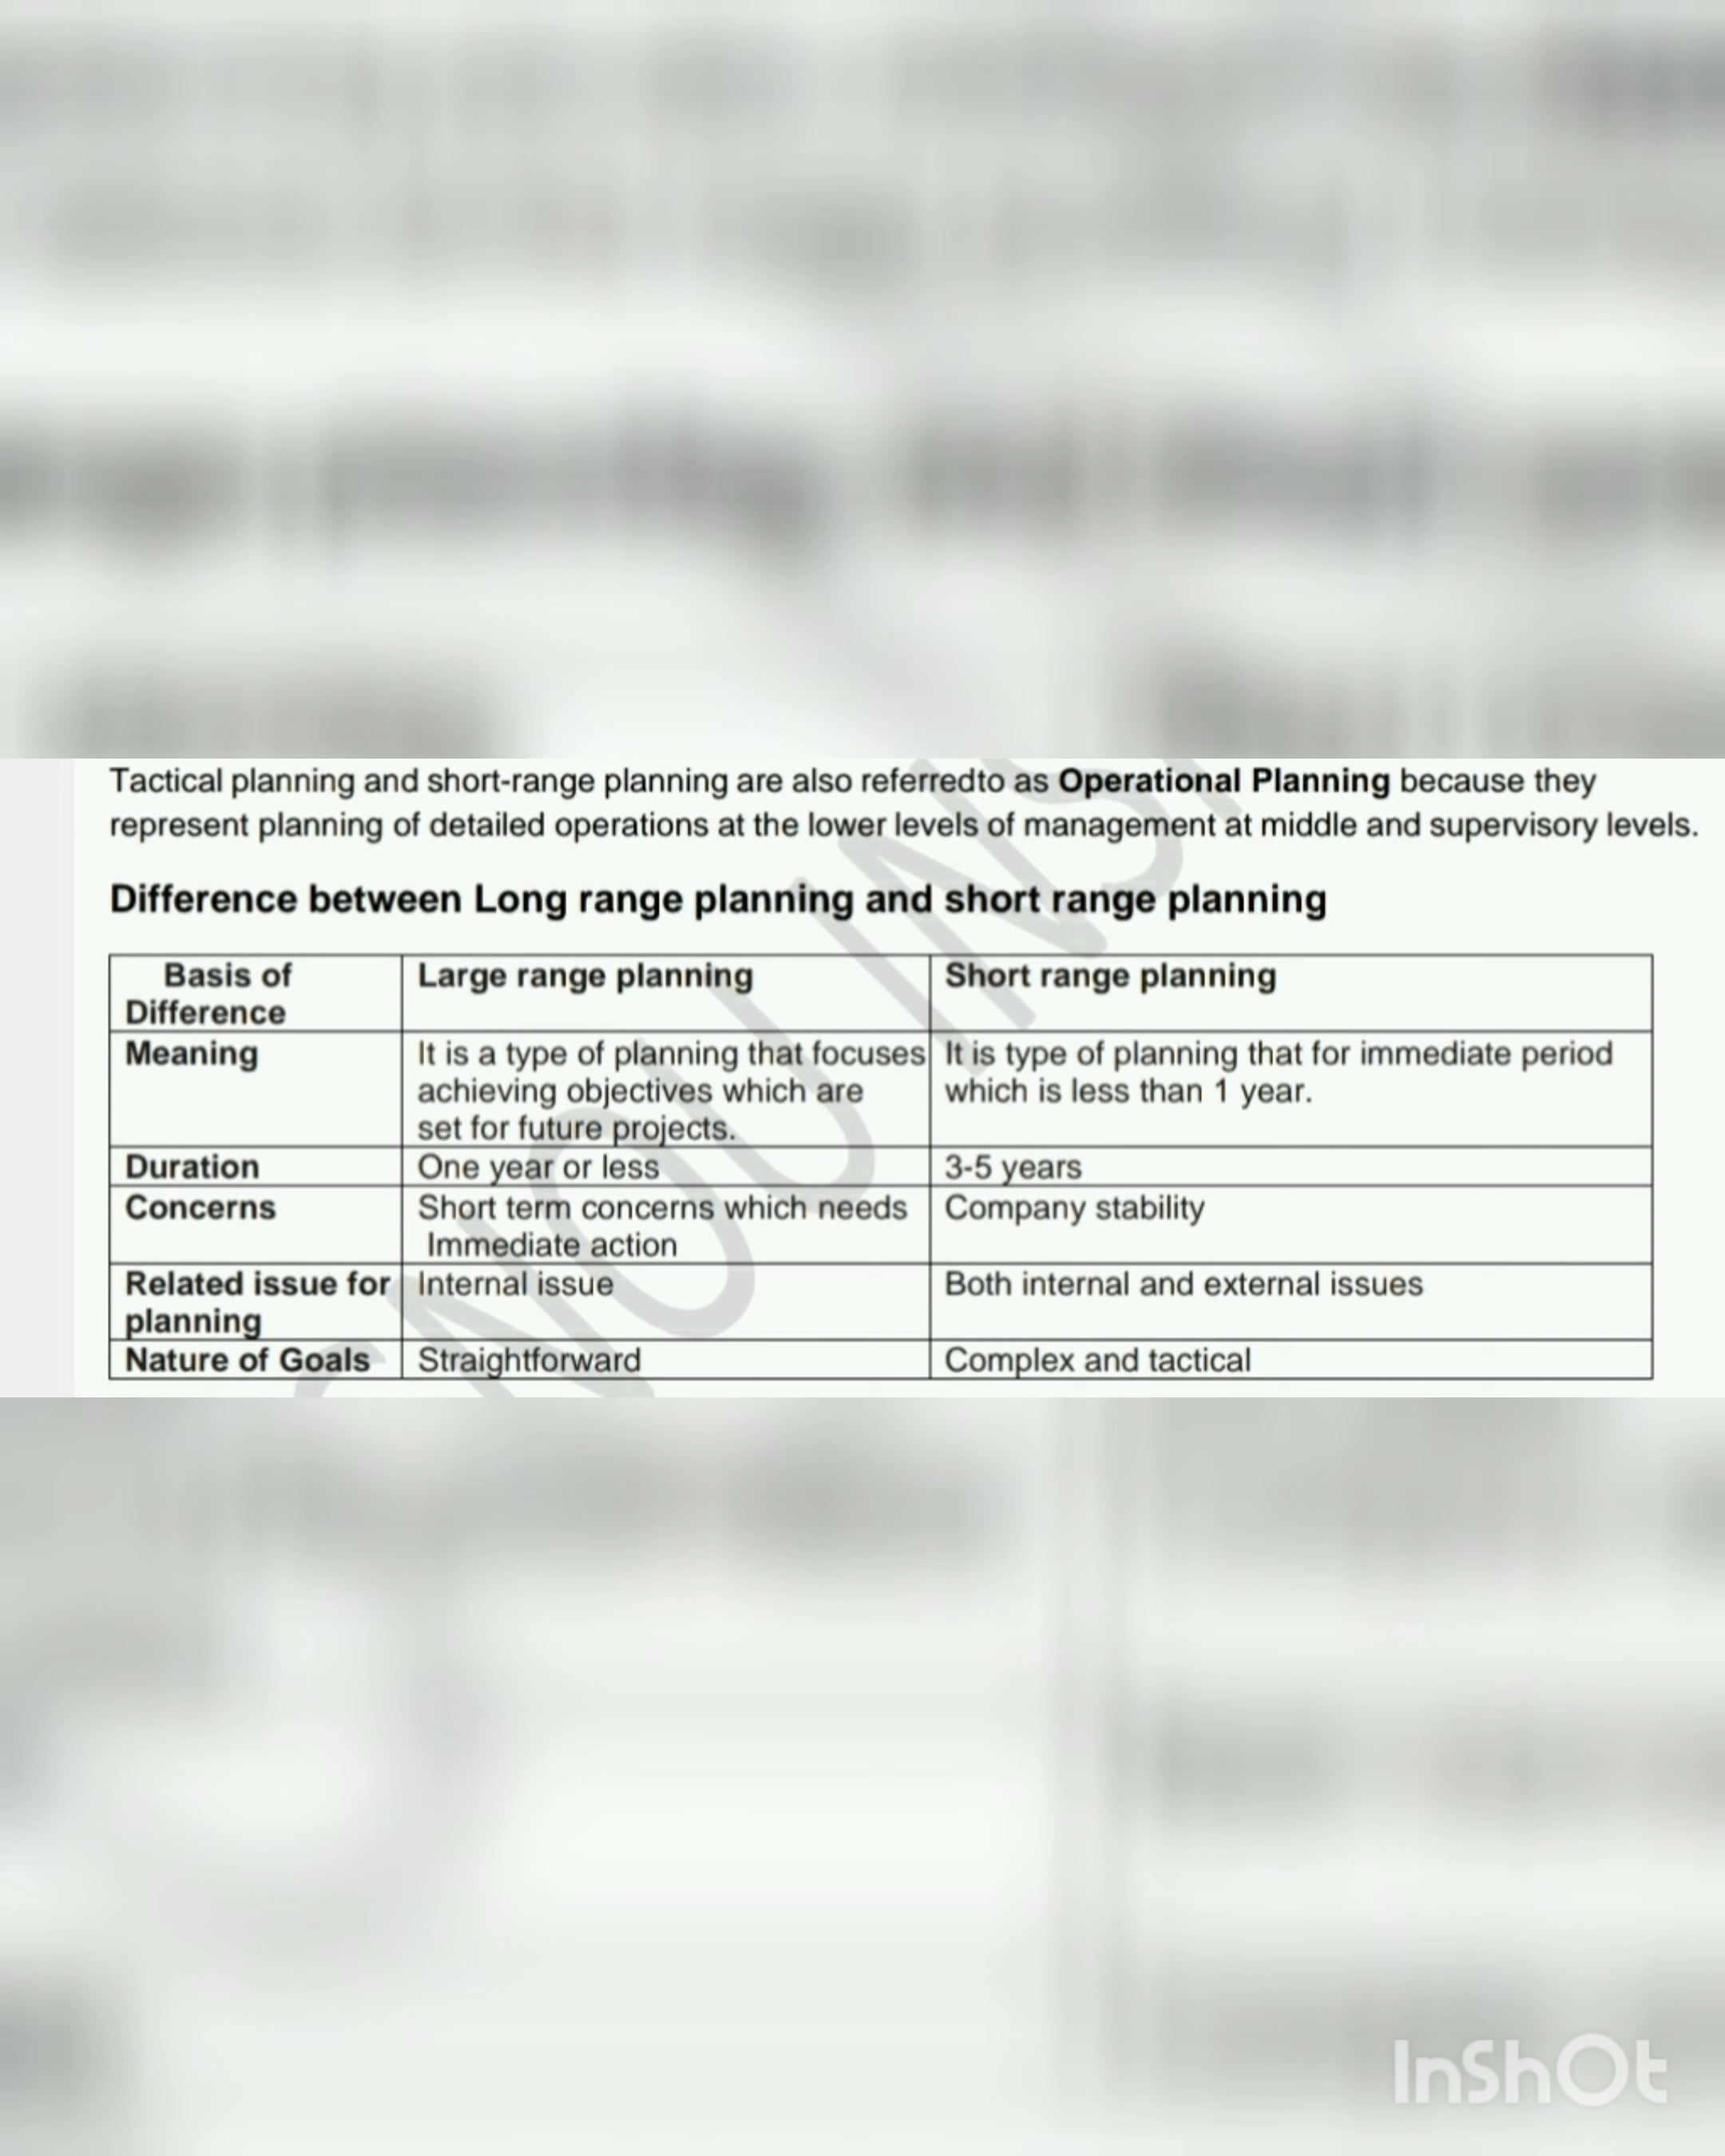 Tactical planning and short-range planning are also referredto as Operational Planning because they
represent planning of detailed operations at the lower levels of management at middle and supervisory levels.
Difference between Long range planning and short range planning
Basis of Difference | Large range planning | Short range planning
Meaning | It is a type of planning that focuses achieving objectives which are set for future projects. | It is type of planning that for immediate period which is less than 1 year.
Duration | One year or less | 3-5 years
Concerns | Short term concerns which needs Immediate action | Company stability
Related issue for planning | Internal issue | Both internal and external issues
Nature of Goals | Straightforward | Complex and tactical
InShOt